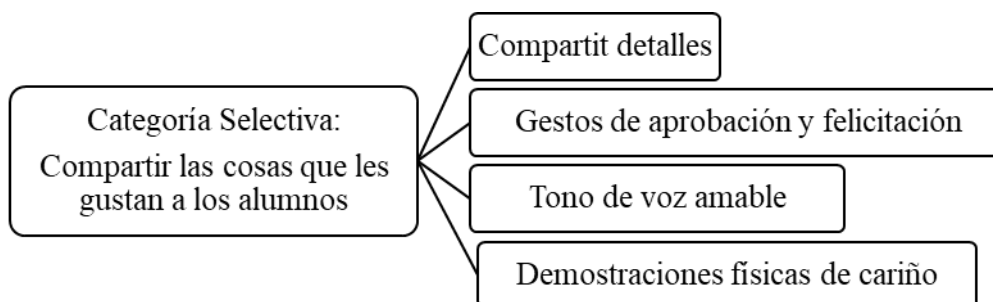 Categoría Selectiva:
Compartir las cosas que les
gustan a los alumnos
Compartit detalles
Gestos de aprobación y felicitación
Tono de voz amable
Demostraciones físicas de cariño